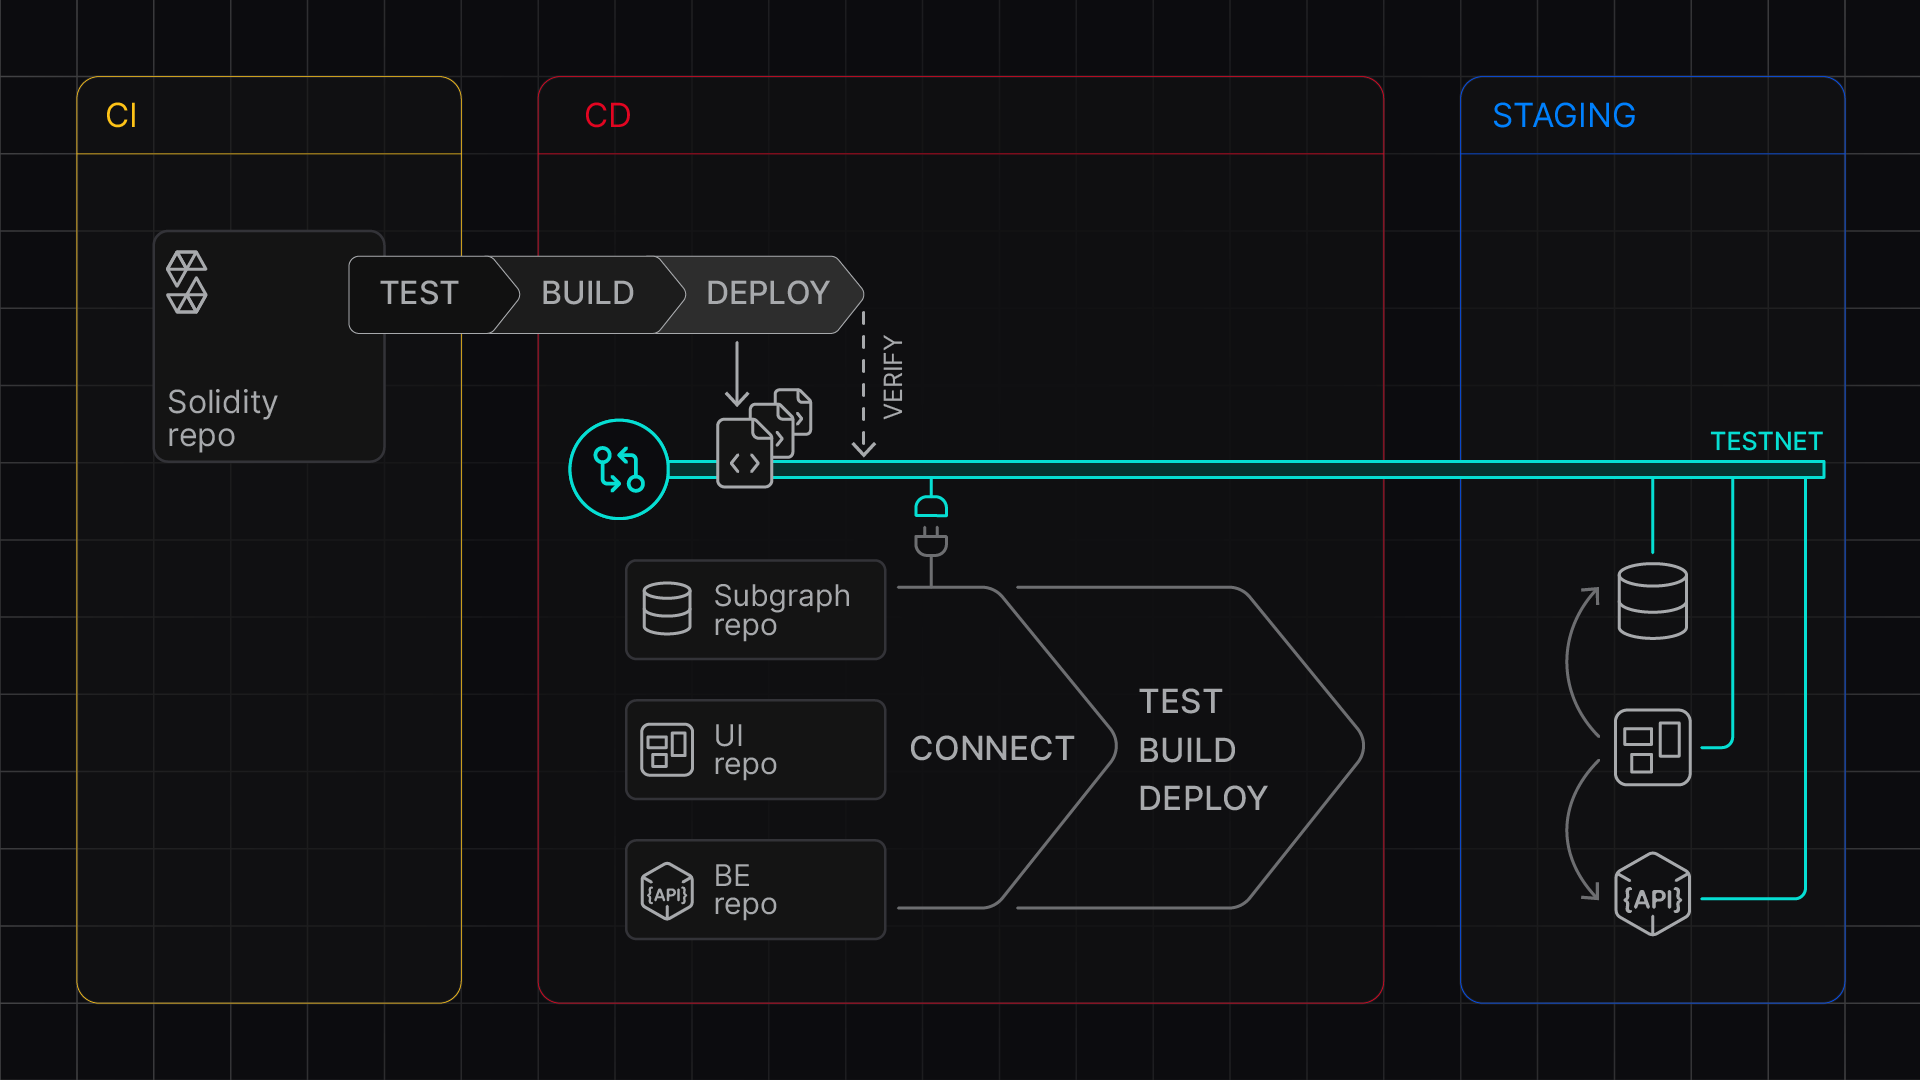 CI
CD
STAGING
TEST
BUILD
DEPLOY
VERIFY
Solidity
repo
TESTNET
Subgraph
repo
UI
repo
CONNECT
TEST
BUILD
DEPLOY
{API}
BE
repo
{API}